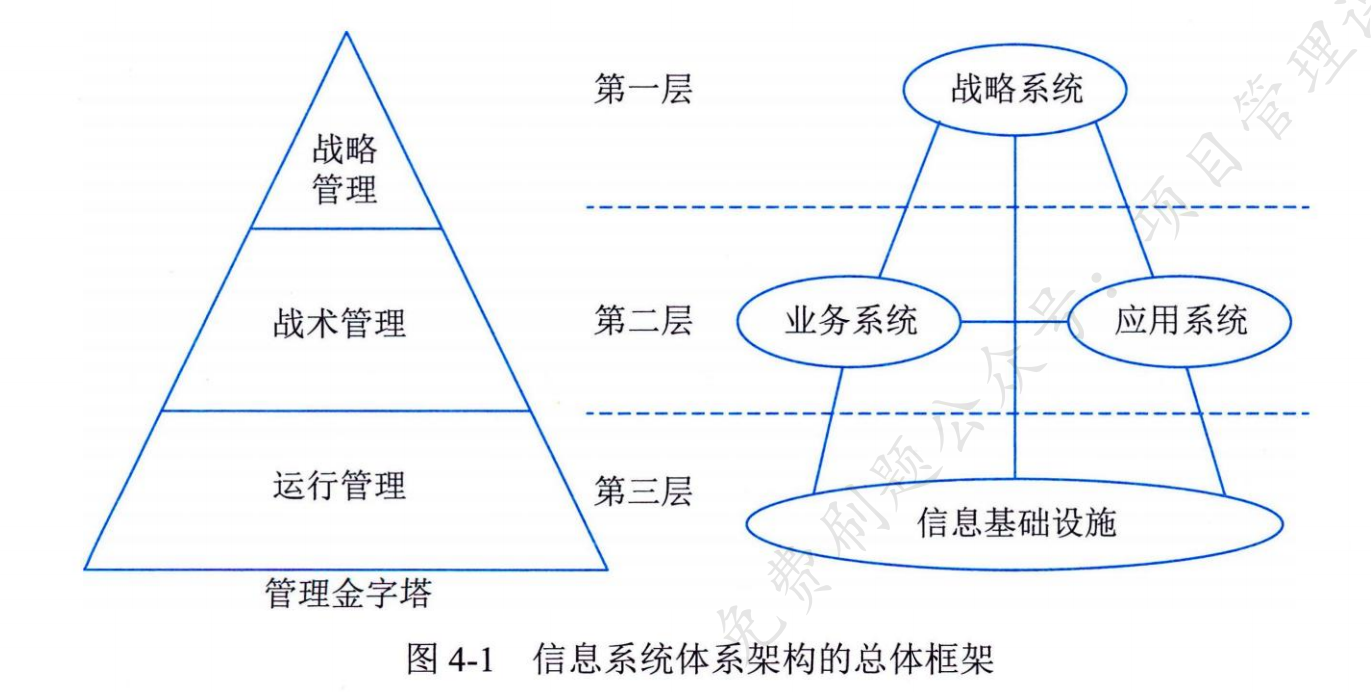 战略
管理
战术管理
运行管理
管理金字塔
第一层
战略系统
第二层
业务系统
应用系统
第三层
信息基础设施
图 4-1 信息系统体系架构的总体框架
免费刷题公众号：项目管理